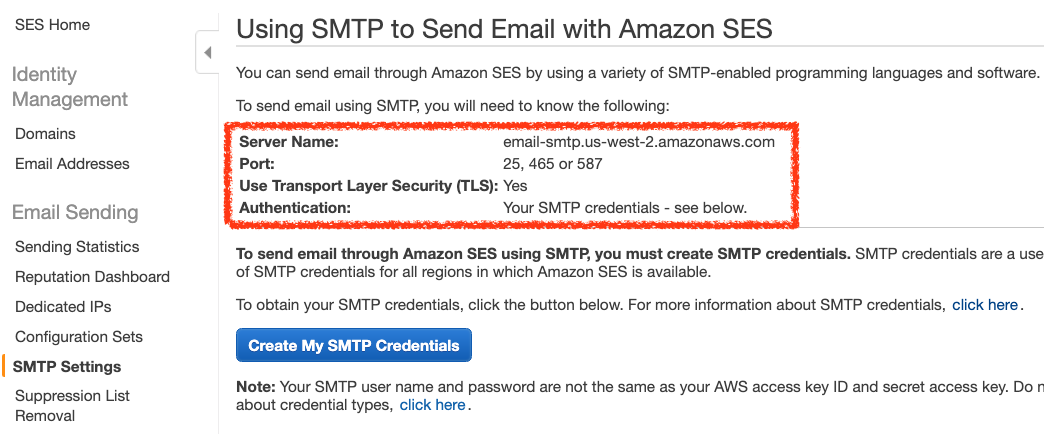 SES Home
Identity
Management
Domains
Email Addresses
Email Sending
Sending Statistics
Reputation Dashboard
Dedicated IPs
Configuration Sets
SMTP Settings
Suppression List
Removal
Using SMTP to Send Email with Amazon SES
You can send email through Amazon SES by using a variety of SMTP-enabled programming languages and software.
To send email using SMTP, you will need to know the following:
Server Name: email-smtp.us-west-2.amazonaws.com
Port: 25, 465 or 587
Use Transport Layer Security (TLS): Yes
Authentication: Your SMTP credentials - see below.
To send email through Amazon SES using SMTP, you must create SMTP credentials. SMTP credentials are a use
of SMTP credentials for all regions in which Amazon SES is available.
To obtain your SMTP credentials, click the button below. For more information about SMTP credentials, click here.
Create My SMTP Credentials
Note: Your SMTP user name and password are not the same as your AWS access key ID and secret access key. Do
about credential types, click here.